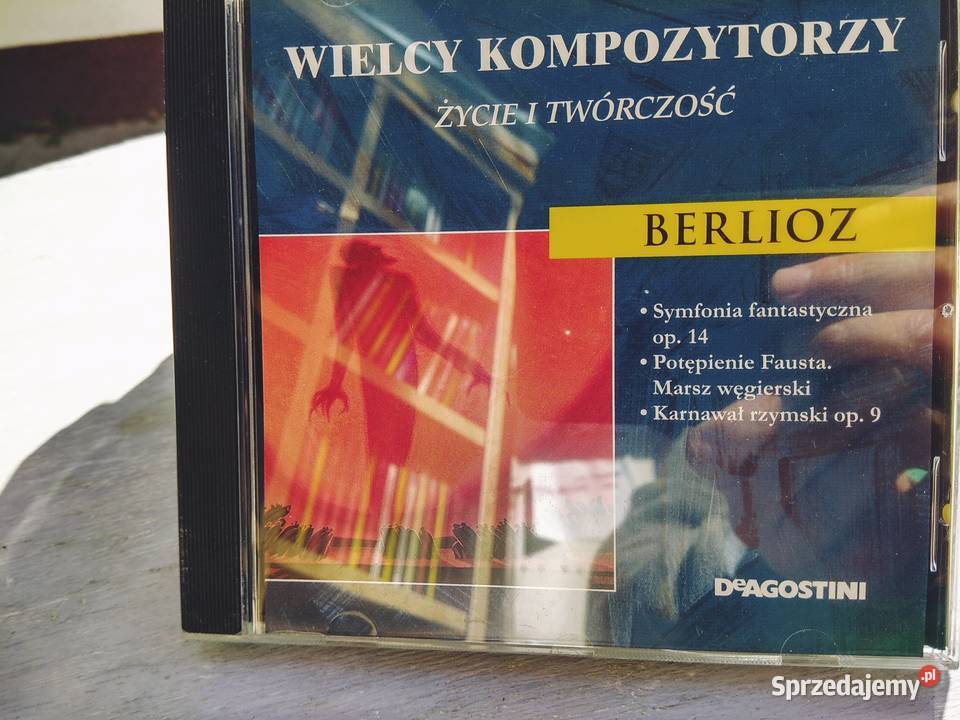 WIELCY KOMPOZYTORZY
ŻYCIE I TWÓRCZOŚĆ
BERLIOZ
• Symfonia fantastyczna
op. 14
• Potępienie Fausta.
Marsz węgierski
• Karnawał rzymski op. 9
DeAGOSTINI
Sprzedajemy.pl